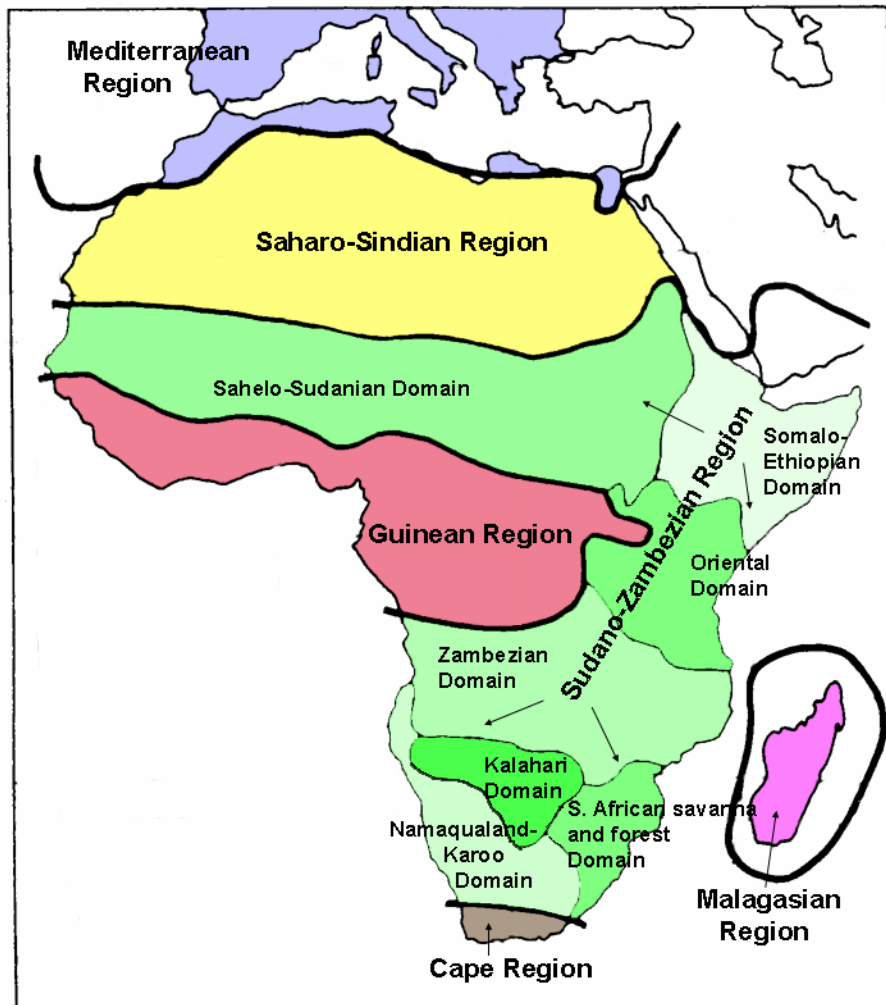 Mediterranean
Region
Saharo-Sindian Region
Sahelo-Sudanian Domain
Somalo-
Ethiopian
Domain
Guinean Region
Sudano-Zambezian Region
Oriental
Domain
Zambezian
Domain
Kalahari
Domain
S. African savanna
and forest
Domain
Namaqualand-
Karoo
Domain
Malagasian
Region
Cape Region